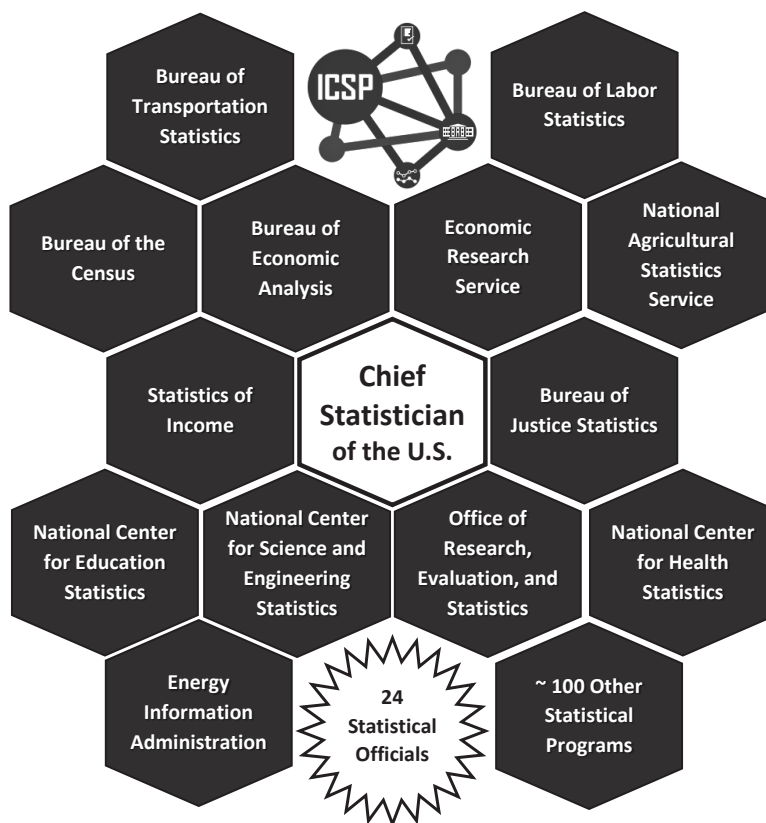 Bureau of
Transportation
Statistics
ICSP
Bureau of Labor
Statistics
Bureau of the
Census
Bureau of
Economic
Analysis
Economic
Research
Service
National
Agricultural
Statistics
Service
Statistics of
Income
Chief
Statistician
of the U.S.
Bureau of
Justice Statistics
National Center
for Education
Statistics
National Center
for Science and
Engineering
Statistics
Office of
Research,
Evaluation, and
Statistics
National Center
for Health
Statistics
Energy
Information
Administration
24
Statistical
Officials
~ 100 Other
Statistical
Programs